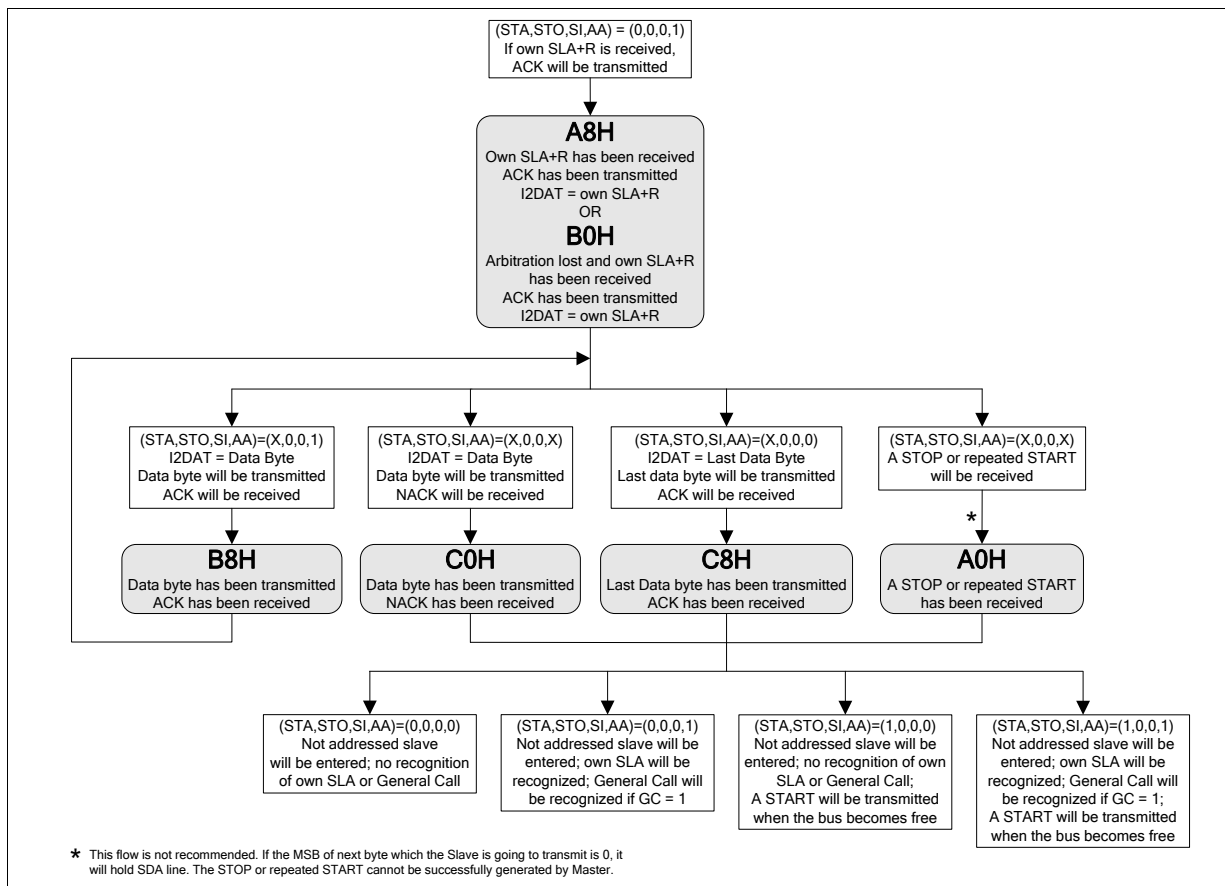 (STA,STO,SI,AA) = (0,0,0,1)
If own SLA+R is received,
ACK will be transmitted
A8H
Own SLA+R has been received
ACK has been transmitted
I2DAT = own SLA+R
OR
B0H
Arbitration lost and own SLA+R
has been received
ACK has been transmitted
I2DAT = own SLA+R
(STA,STO,SI,AA)=(X,0,0,1)
I2DAT = Data Byte
Data byte will be transmitted
ACK will be received
(STA,STO,SI,AA)=(X,0,0,X)
I2DAT = Data Byte
Data byte will be transmitted
NACK will be received
(STA,STO,SI,AA)=(X,0,0,0)
I2DAT = Last Data Byte
Last data byte will be transmitted
ACK will be received
(STA,STO,SI,AA)=(X,0,0,X)
A STOP or repeated START
will be received
*
B8H
Data byte has been transmitted
ACK has been received
C0H
Data byte has been transmitted
NACK has been received
C8H
Last Data byte has been transmitted
ACK has been received
A0H
A STOP or repeated START
has been received
(STA,STO,SI,AA)=(0,0,0,0)
Not addressed slave
will be entered; no recognition
of own SLA or General Call
(STA,STO,SI,AA)=(0,0,0,1)
Not addressed slave will be
entered; own SLA will be
recognized; General Call will
be recognized if GC = 1
(STA,STO,SI,AA)=(1,0,0,0)
Not addressed slave will be
entered; no recognition of own
SLA or General Call;
A START will be transmitted
when the bus becomes free
(STA,STO,SI,AA)=(1,0,0,1)
Not addressed slave will be
entered; own SLA will be
recognized; General Call will
be recognized if GC = 1;
A START will be transmitted
when the bus becomes free
* This flow is not recommended. If the MSB of next byte which the Slave is going to transmit is 0, it
will hold SDA line. The STOP or repeated START cannot be successfully generated by Master.